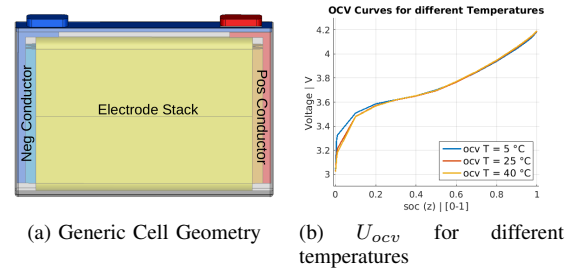 Neg Conductor
Electrode Stack
Pos Conductor
(a) Generic Cell Geometry
OCV Curves for different Temperatures
Voltage | V
4.2
4
3.8
3.6
3.4
3.2
3
ocv T = 5 °C
ocv T = 25 °C
ocv T = 40 °C
0 0.2 0.4 0.6 0.8 1
soc (z) | [0-1]
(b) U_{ocv} for different
temperatures